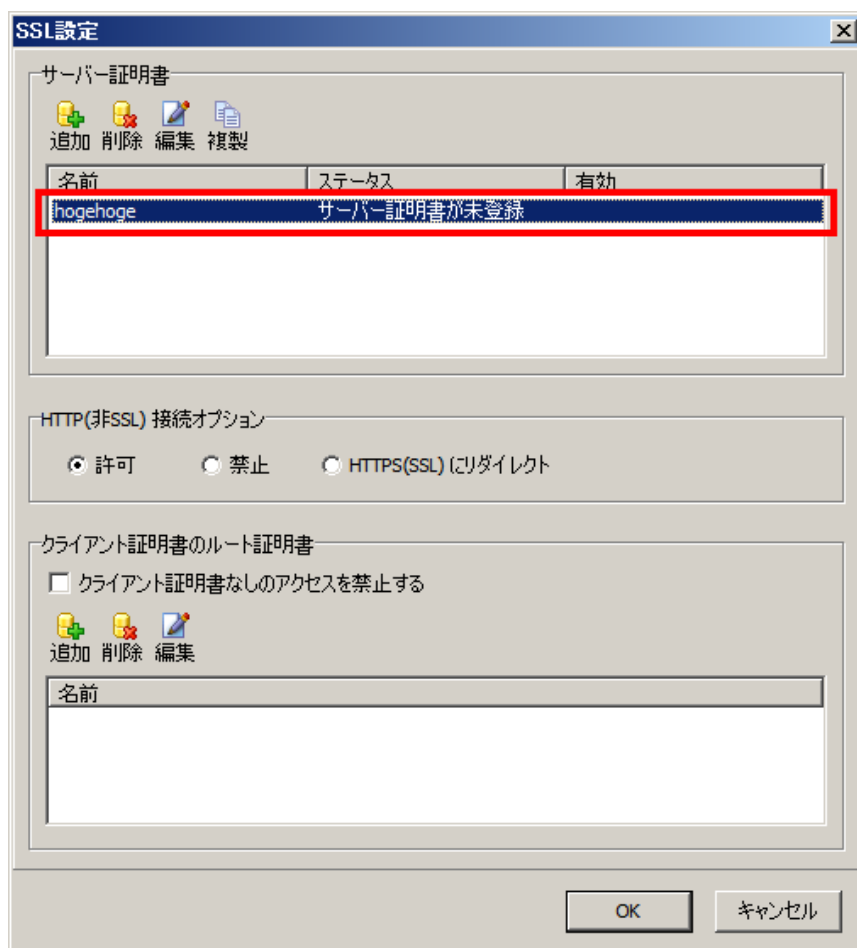 SSL設定
サーバー証明書
追加 削除 編集 複製
名前 ステータス 有効
hogehoge サーバー証明書が未登録
HTTP(非SSL) 接続オプション
許可 禁止 HTTPS(SSL) にリダイレクト
クライアント証明書のルート証明書
クライアント証明書なしのアクセスを禁止する
追加 削除 編集
名前
OK キャンセル